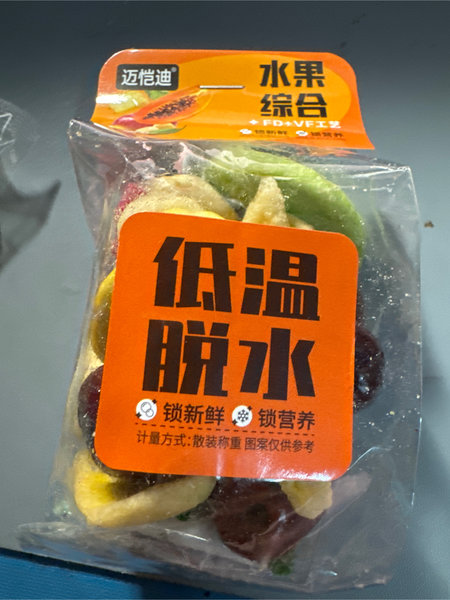 迈恺迪®
水果
综合
+FD+VF工艺
锁新鲜 锁营养
低温
脱水
锁新鲜 锁营养
计量方式:散装称重 图案仅供参考